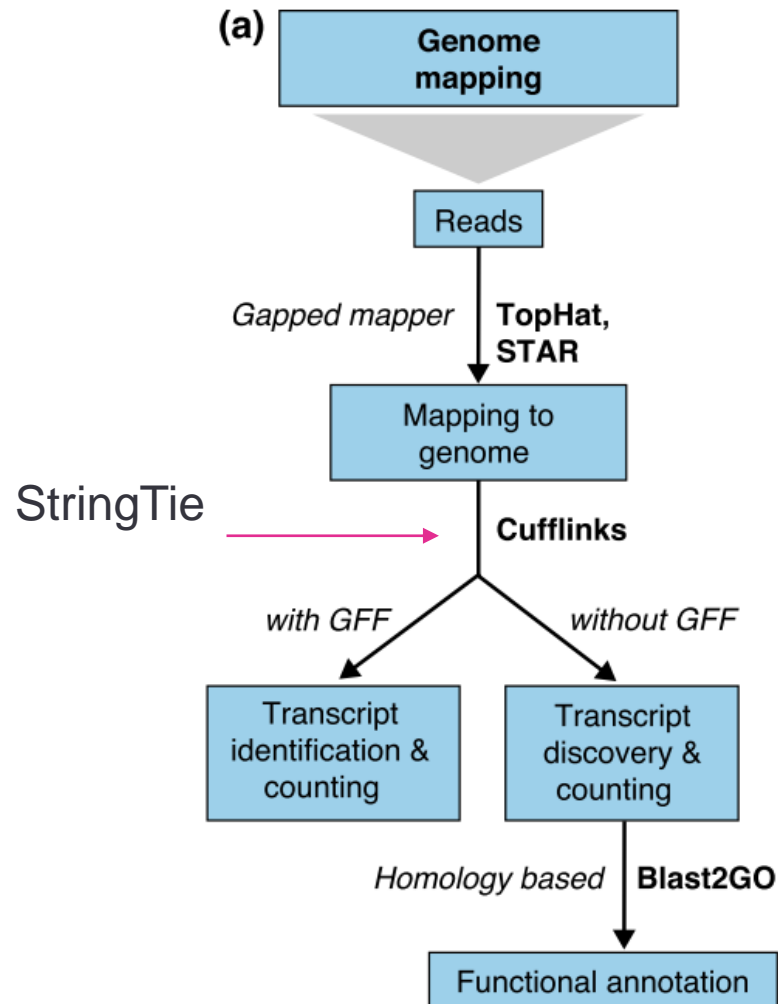 (a)
Genome
mapping
Reads
Gapped mapper
TopHat,
STAR
Mapping to
genome
StringTie
Cufflinks
with GFF
without GFF
Transcript
identification &
counting
Transcript
discovery &
counting
Homology based
Blast2GO
Functional annotation